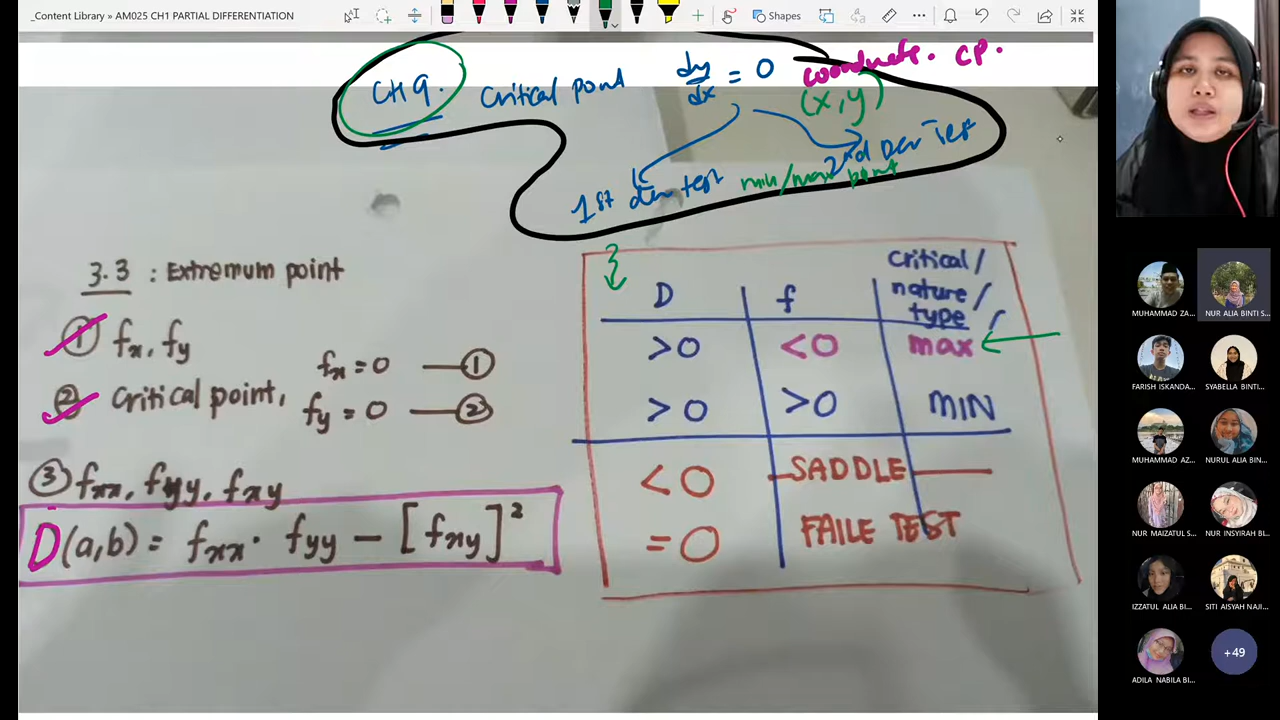 _Content Library » AM025 CH1 PARTIAL DIFFERENTIATION
Shapes
CH 9.
Critical point
dy/dx = 0
coordinate. CP.
(x, y)
1st der test
min/max point
2nd Der Test
3.3 : Extremum point
① fx, fy
② Critical point, fx = 0 —①
fy = 0 —②
③ fxx, fyy, fxy
D(a,b) = fxx · fyy − [fxy]²
D f critical/
nature/
type
>0 <0 max
>0 >0 MIN
<0 SADDLE
=0 FAILE TEST
MUHAMMAD ZA...
NUR ALIA BINTI S...
FARISH ISKANDA...
SYABELLA BINTI...
MUHAMMAD AZ...
NURUL ALIA BIN...
NUR MAIZATUL S...
NUR INSYIRAH BI...
IZZATUL ALIA BI...
SITI AISYAH NAJI...
ADILA NABILA BI...
+49